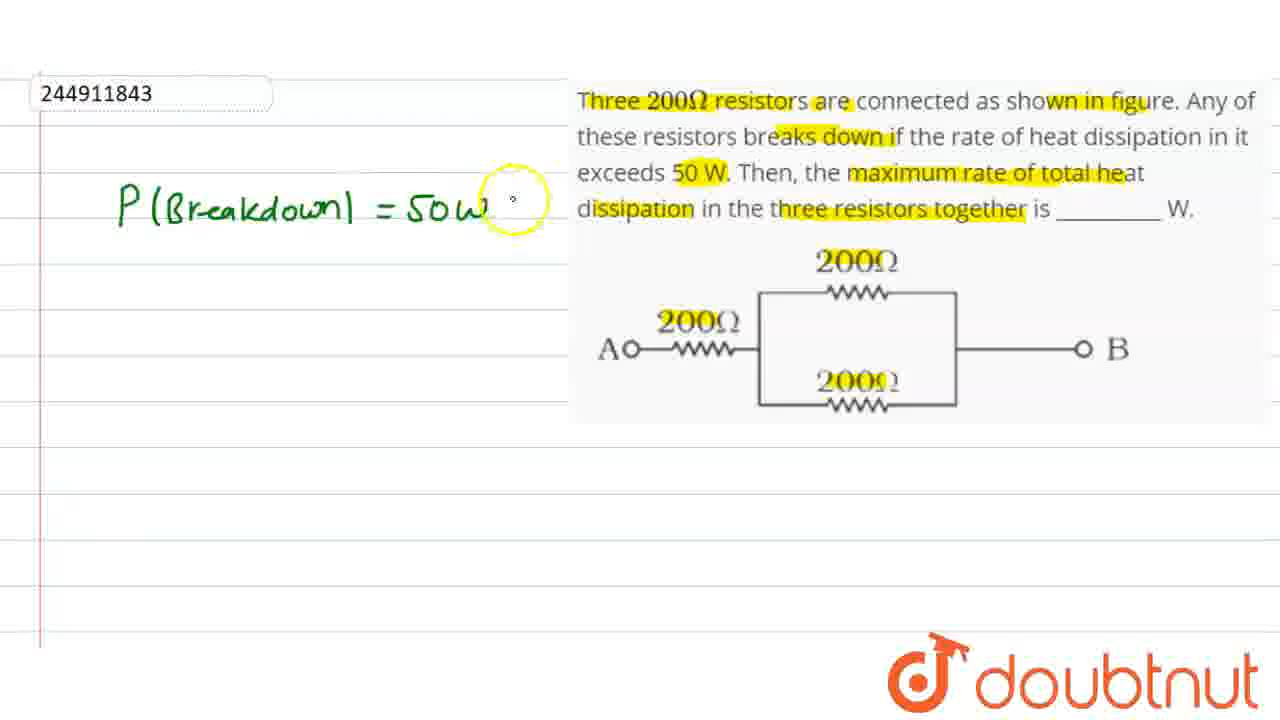 244911843
Three 200Ω resistors are connected as shown in figure. Any of
these resistors breaks down if the rate of heat dissipation in it
exceeds 50 W. Then, the maximum rate of total heat
dissipation in the three resistors together is __________ W.
P (Breakdown) = 50W
200Ω
200Ω
A B
200Ω
doubtnut